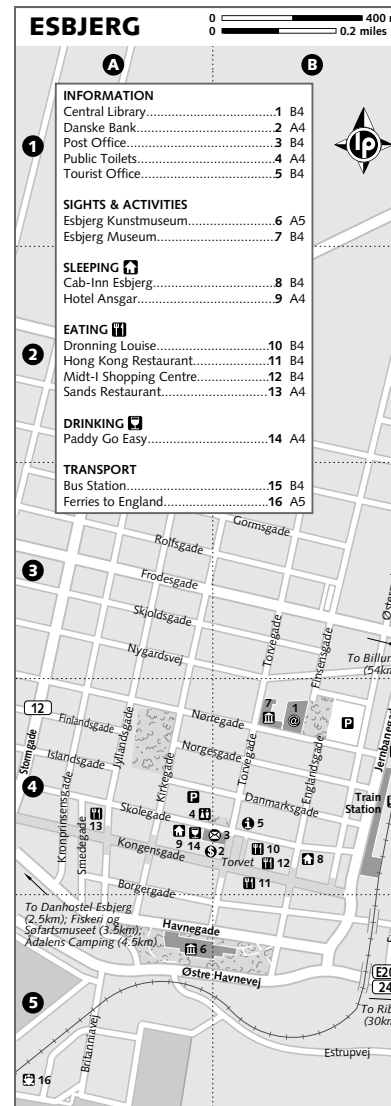 ESBJERG
0 400 m
0 0.2 miles
A B
1
lp
INFORMATION
Central Library 1 B4
Danske Bank 2 A4
Post Office 3 B4
Public Toilets 4 A4
Tourist Office 5 B4
SIGHTS & ACTIVITIES
Esbjerg Kunstmuseum 6 A5
Esbjerg Museum 7 B4
SLEEPING
Cab-Inn Esbjerg 8 B4
Hotel Ansgar 9 A4
2
EATING
Dronning Louise 10 B4
Hong Kong Restaurant 11 B4
Midt-I Shopping Centre 12 B4
Sands Restaurant 13 A4
DRINKING
Paddy Go Easy 14 A4
TRANSPORT
Bus Station 15 B4
Ferries to England 16 A5
Gormsgade
Rolfsgade
3
Frodesgade
Skjoldsgade
Nygardsvej
Torvegade
Finsensgade
To Billun
(54km
12
Stormgade
Finlandsgade
Jyllandsgade
Nørregade
7 1
@
P
Islandsgade
Norgesgade
Kirkegade
Torvegade
Englandsgade
Jernbanegade
4
Kronprinsensgade
Smedegade
13
P
Danmarksgade
Train
Station
Skolegade
4
5
3
9 14
2
Kongensgade
Torvet
10
12
8
11
Borgergade
To Danhostel Esbjerg
(2.5km); Fiskeri og
Søfartsmuseet (3.5km);
Ådalens Camping (4.5km)
Havnegade
6
Østre Havnevej
E20
24
To Rib
(30km
5
Britanniavej
Estrupvej
16